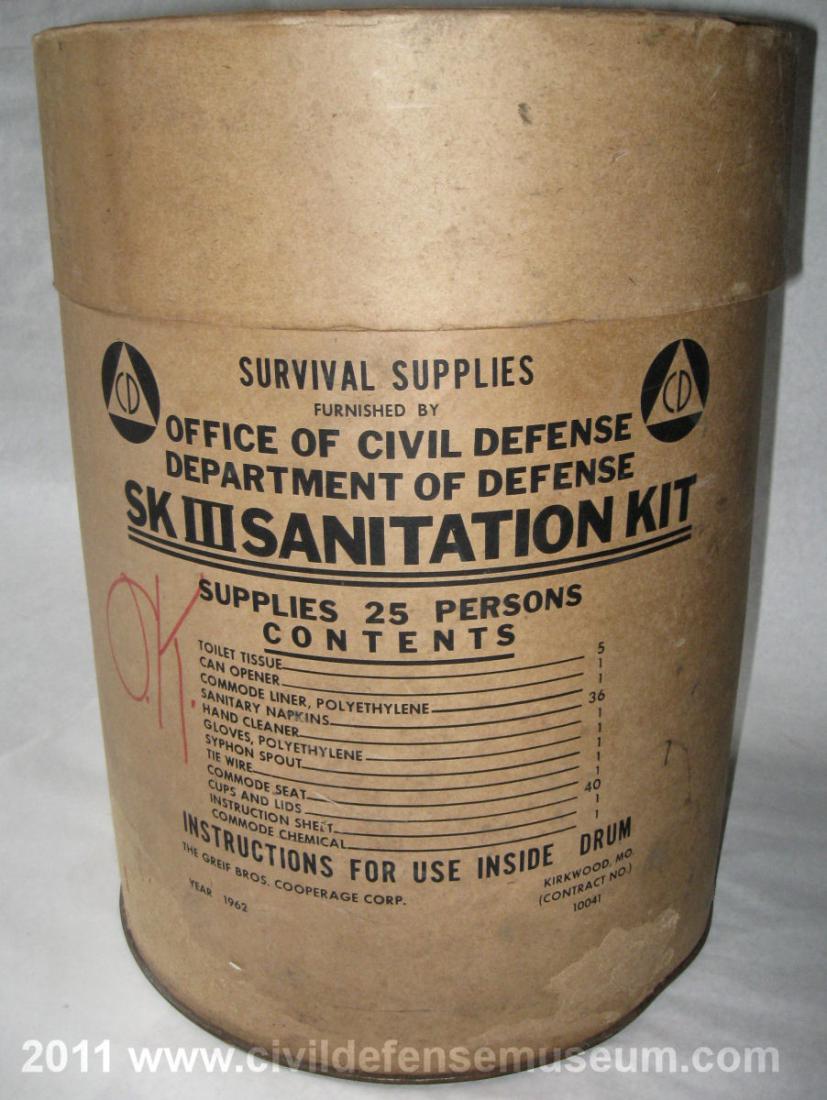 CD
CD
SURVIVAL SUPPLIES
FURNISHED BY
OFFICE OF CIVIL DEFENSE
DEPARTMENT OF DEFENSE
SK III SANITATION KIT
SUPPLIES 25 PERSONS
CONTENTS
TOILET TISSUE 5
CAN OPENER 1
COMMODE LINER, POLYETHYLENE 1
SANITARY NAPKINS 36
HAND CLEANER 1
GLOVES, POLYETHYLENE 1
SYPHON SPOUT 1
TIE WIRE 1
COMMODE SEAT 1
CUPS AND LIDS 40
INSTRUCTION SHEET 1
COMMODE CHEMICAL 1
O.K.
INSTRUCTIONS FOR USE INSIDE DRUM
THE GREIF BROS. COOPERAGE CORP.
YEAR 1962
KIRKWOOD, MO.
(CONTRACT NO.)
10041
2011 www.civildefensemuseum.com